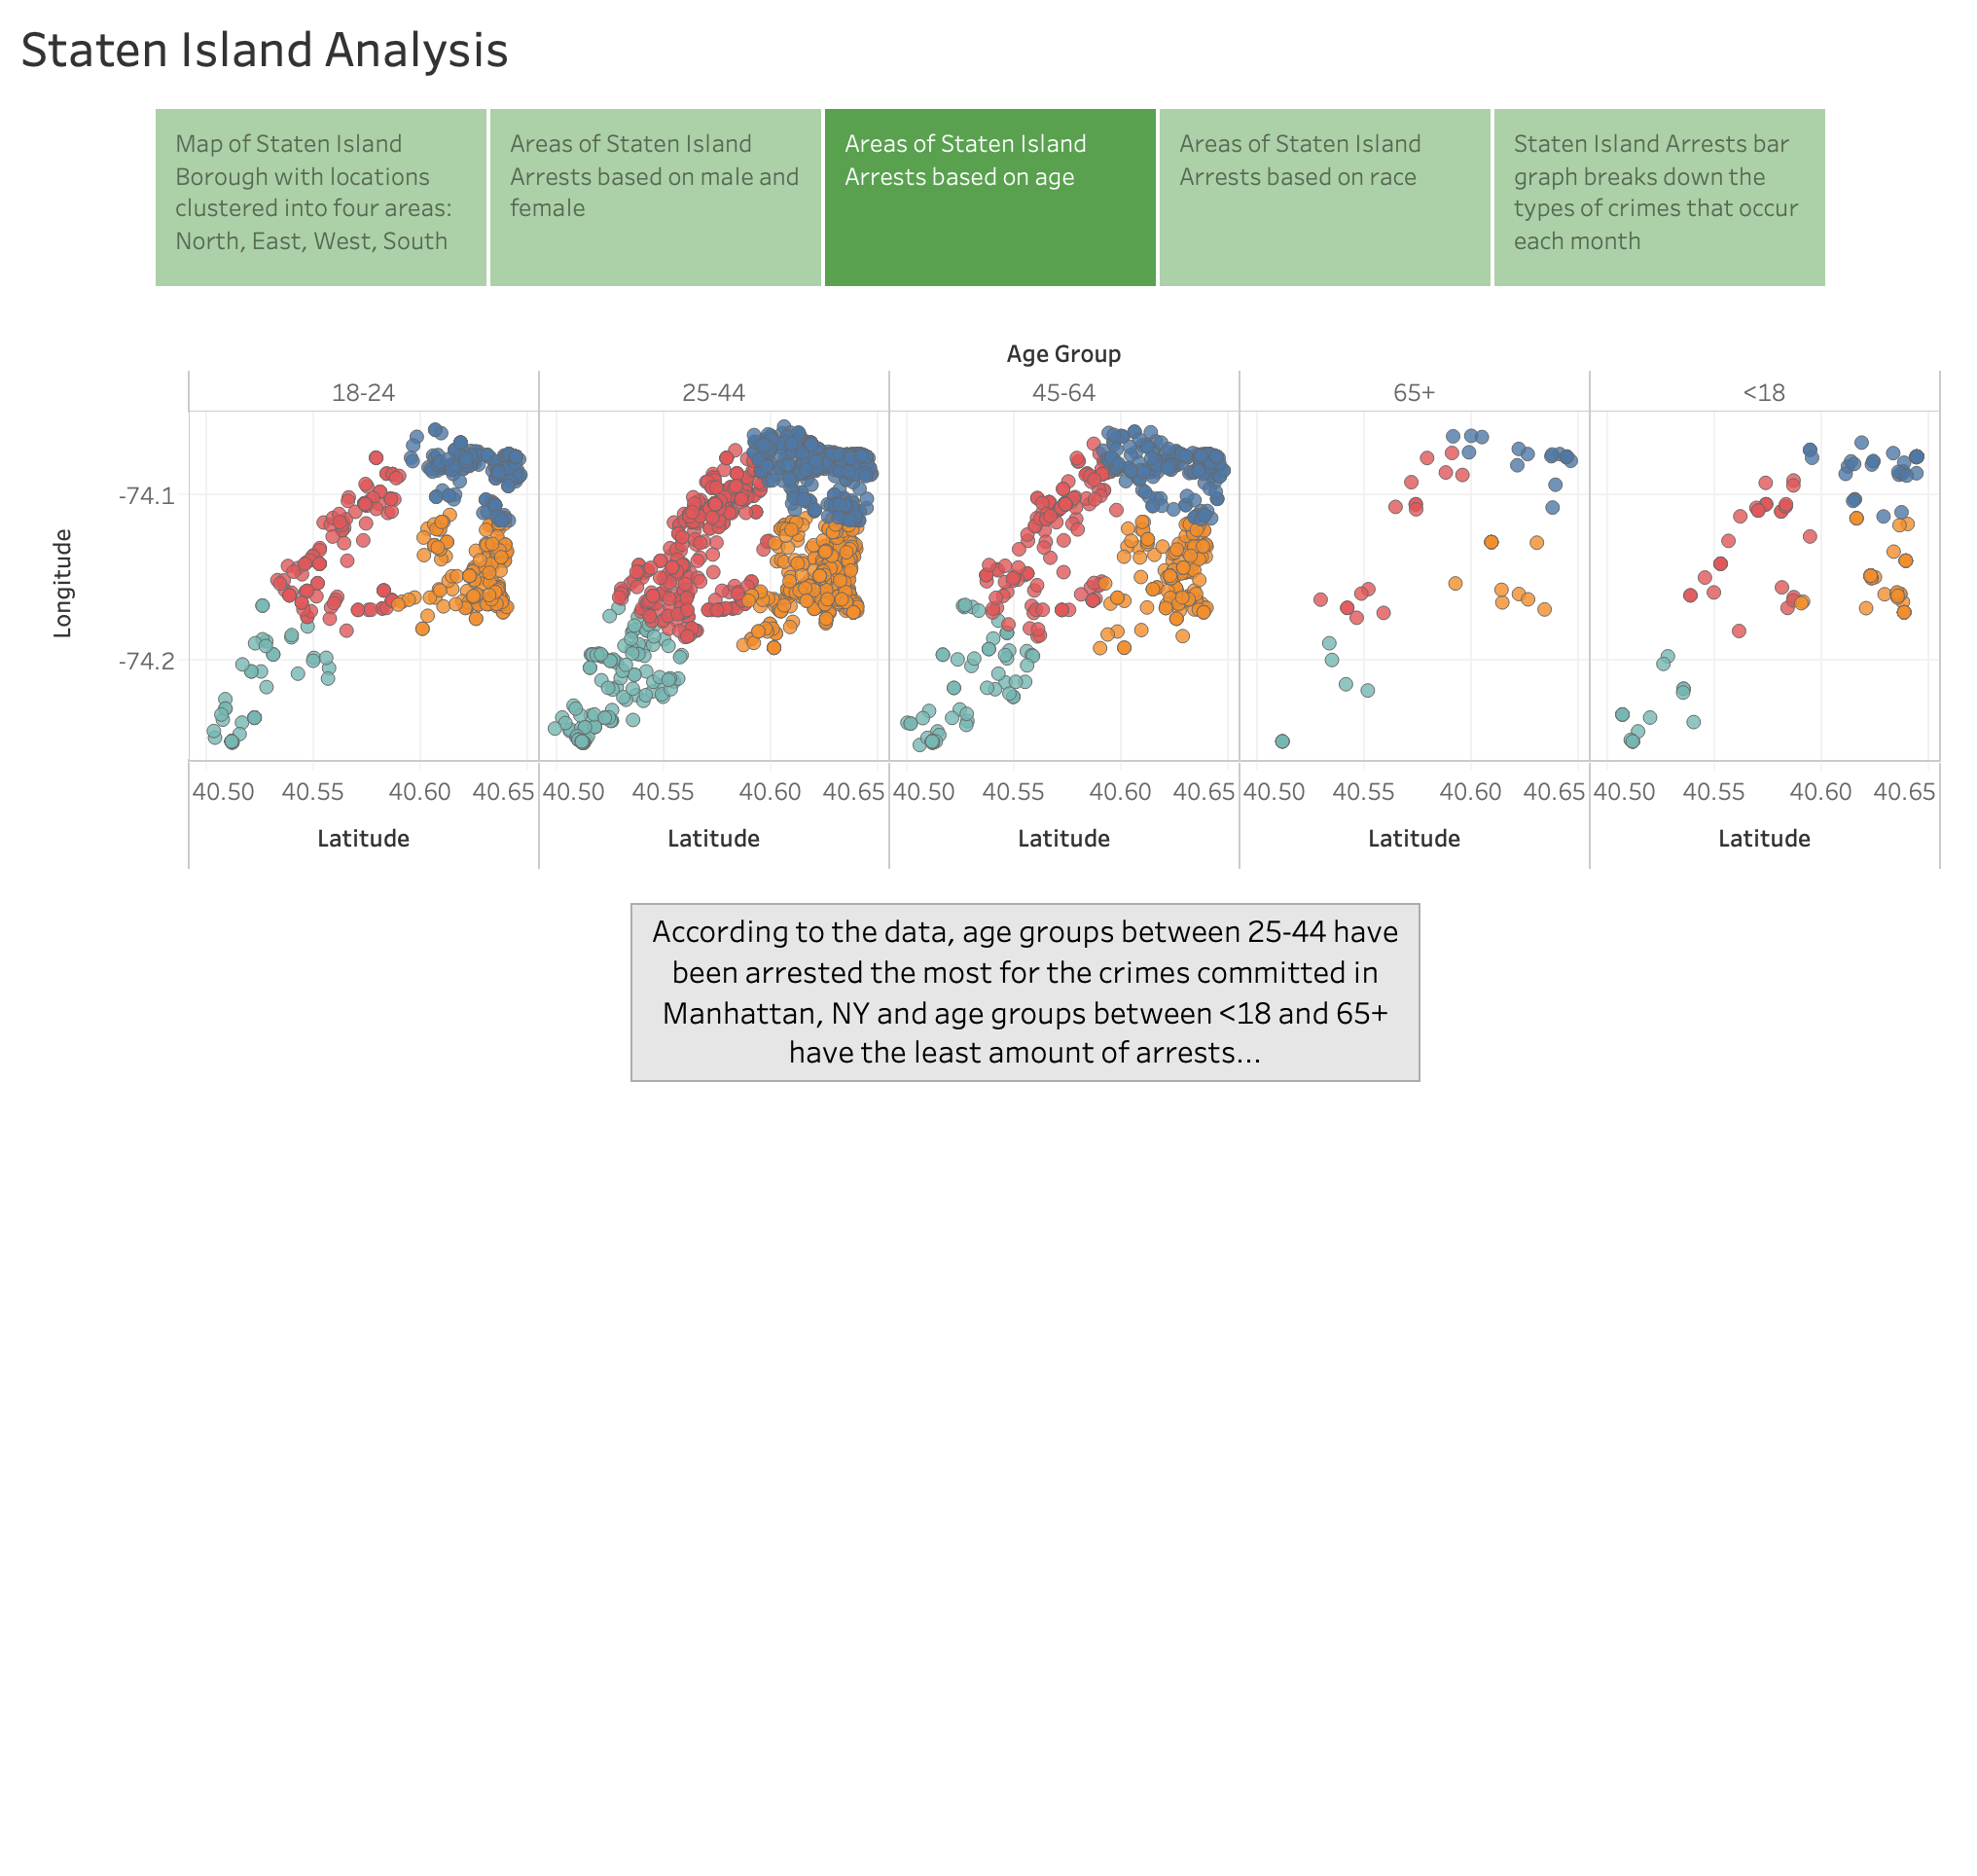 Staten Island Analysis
Map of Staten Island
Borough with locations
clustered into four areas:
North, East, West, South
Areas of Staten Island
Arrests based on male and
female
Areas of Staten Island
Arrests based on age
Areas of Staten Island
Arrests based on race
Staten Island Arrests bar
graph breaks down the
types of crimes that occur
each month
Age Group
18-24 25-44 45-64 65+ <18
Longitude
-74.1
-74.2
40.50 40.55 40.60 40.65 40.50 40.55 40.60 40.65 40.50 40.55 40.60 40.65 40.50 40.55 40.60 40.65 40.50 40.55 40.60 40.65
Latitude Latitude Latitude Latitude Latitude
According to the data, age groups between 25-44 have
been arrested the most for the crimes committed in
Manhattan, NY and age groups between <18 and 65+
have the least amount of arrests...